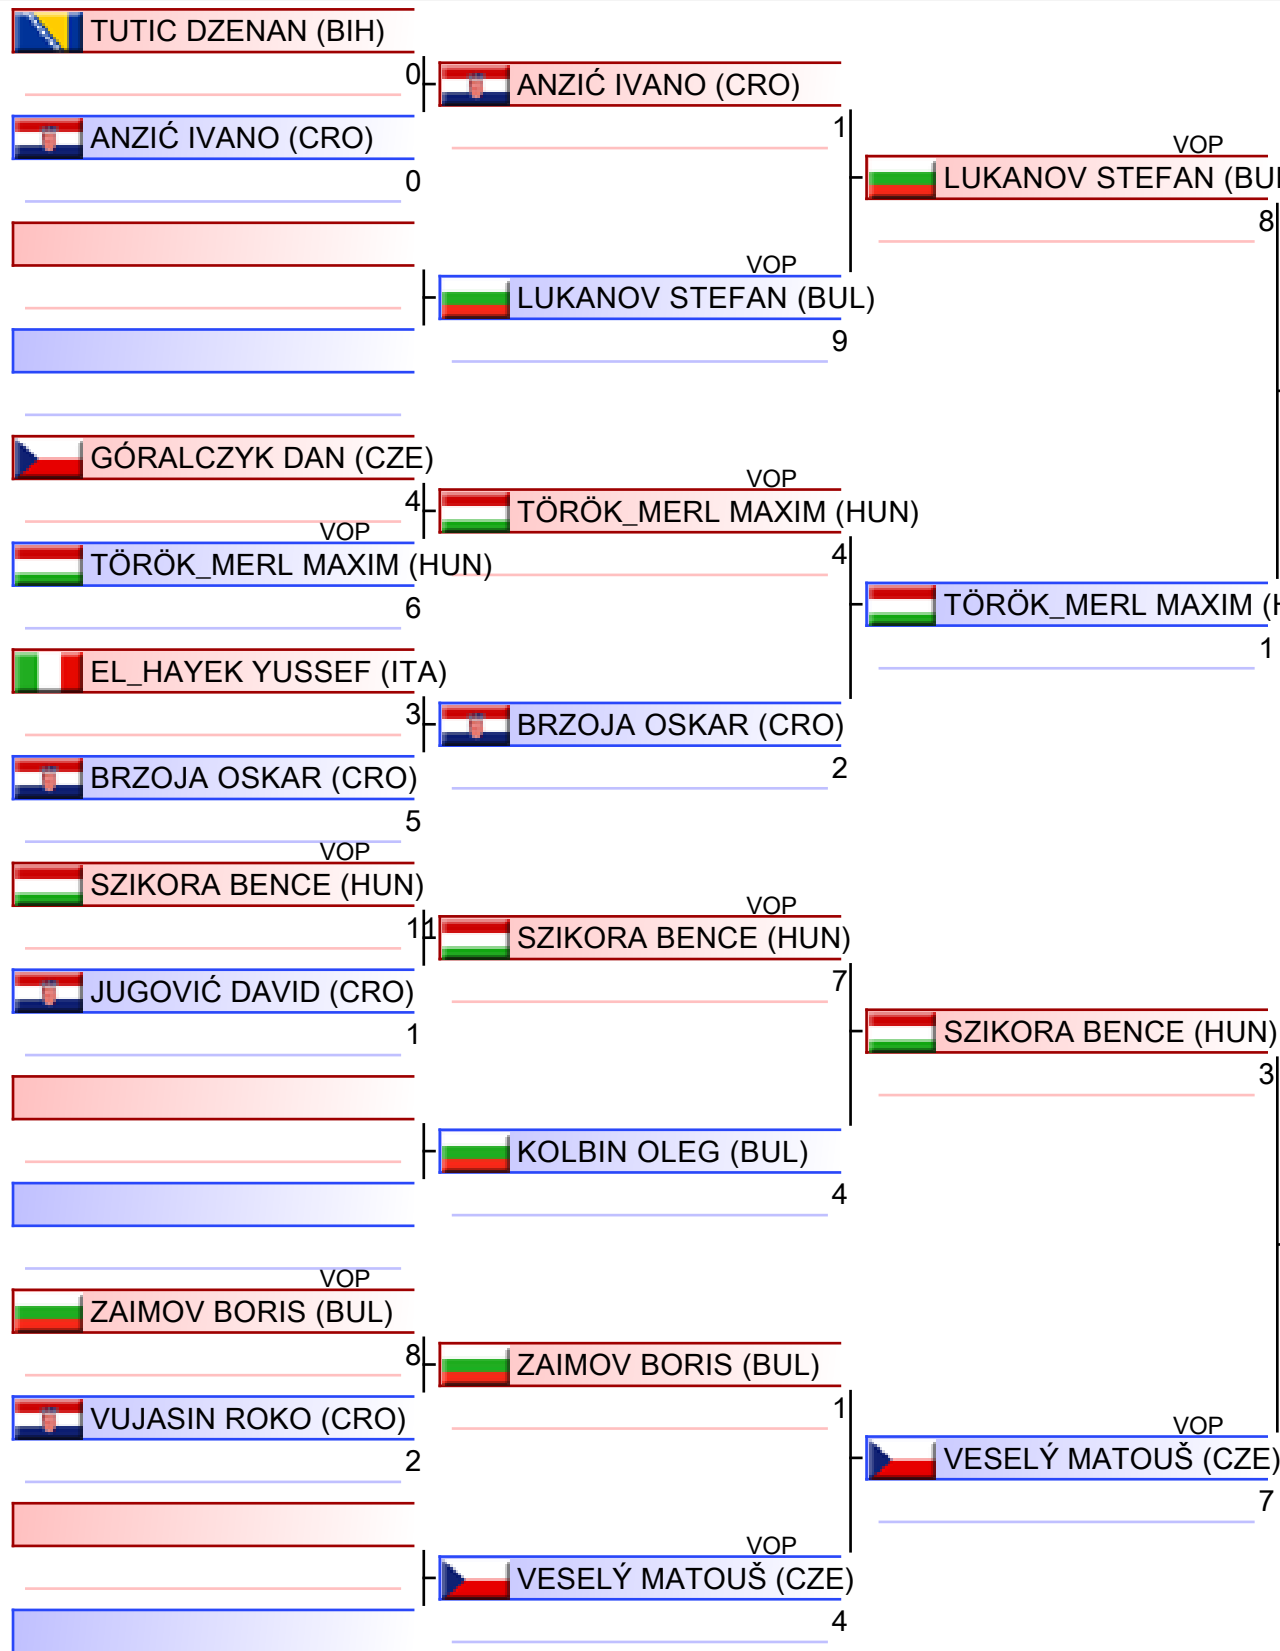 TUTIC DZENAN (BIH)
0
ANZIĆ IVANO (CRO)
0
GÓRALCZYK DAN (CZE)
4
VOP
TÖRÖK_MERL MAXIM (HUN)
6
EL_HAYEK YUSSEF (ITA)
3
BRZOJA OSKAR (CRO)
5
VOP
SZIKORA BENCE (HUN)
11
JUGOVIĆ DAVID (CRO)
1
VOP
ZAIMOV BORIS (BUL)
8
VUJASIN ROKO (CRO)
2
ANZIĆ IVANO (CRO)
1
VOP
LUKANOV STEFAN (BUL)
9
VOP
TÖRÖK_MERL MAXIM (HUN)
4
BRZOJA OSKAR (CRO)
2
VOP
SZIKORA BENCE (HUN)
7
KOLBIN OLEG (BUL)
4
ZAIMOV BORIS (BUL)
1
VOP
VESELÝ MATOUŠ (CZE)
4
VOP
LUKANOV STEFAN (BUL
8
TÖRÖK_MERL MAXIM (H
1
SZIKORA BENCE (HUN)
3
VOP
VESELÝ MATOUŠ (CZE)
7